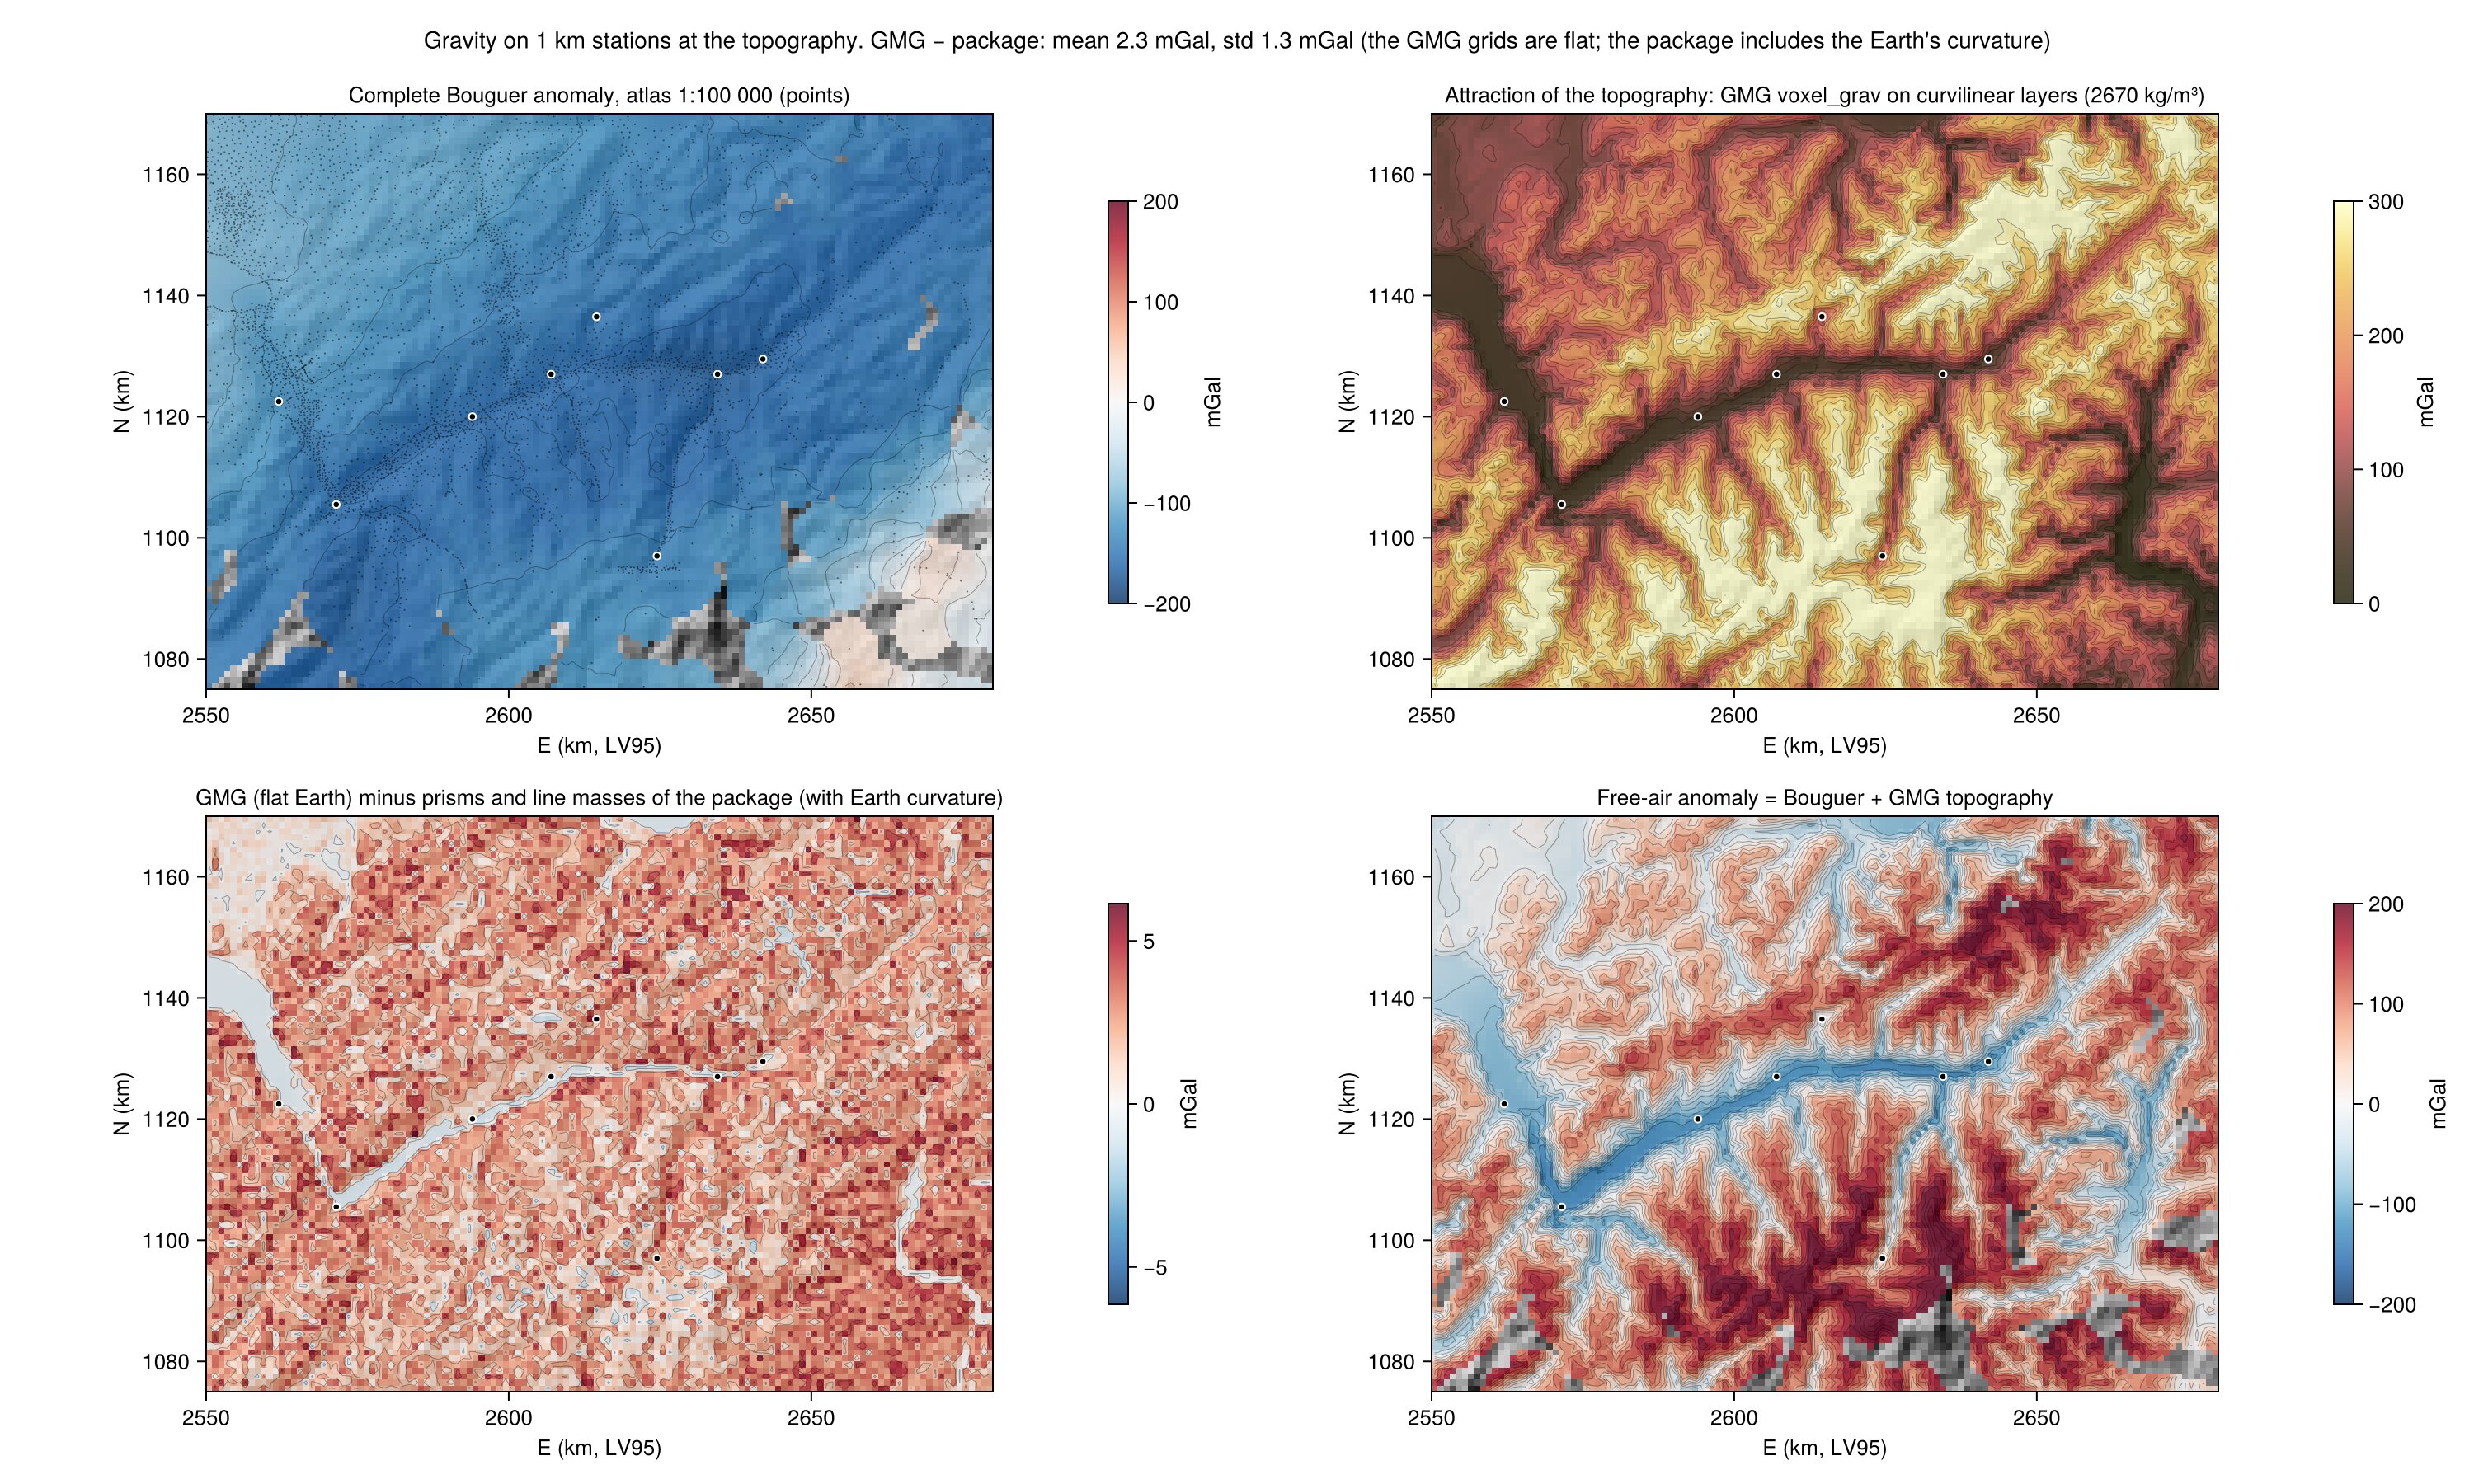 Gravity on 1 km stations at the topography. GMG − package: mean 2.3 mGal, std 1.3 mGal (the GMG grids are flat; the package includes the Earth's curvature)
Complete Bouguer anomaly, atlas 1:100 000 (points)
1160
1140
1120
1100
1080
N (km)
2550
2600
2650
E (km, LV95)
200
100
0
−100
−200
mGal
Attraction of the topography: GMG voxel_grav on curvilinear layers (2670 kg/m³)
1160
1140
1120
1100
1080
N (km)
2550
2600
2650
E (km, LV95)
300
200
100
0
mGal
GMG (flat Earth) minus prisms and line masses of the package (with Earth curvature)
1160
1140
1120
1100
1080
N (km)
2550
2600
2650
E (km, LV95)
5
0
−5
mGal
Free-air anomaly = Bouguer + GMG topography
1160
1140
1120
1100
1080
N (km)
2550
2600
2650
E (km, LV95)
200
100
0
−100
−200
mGal